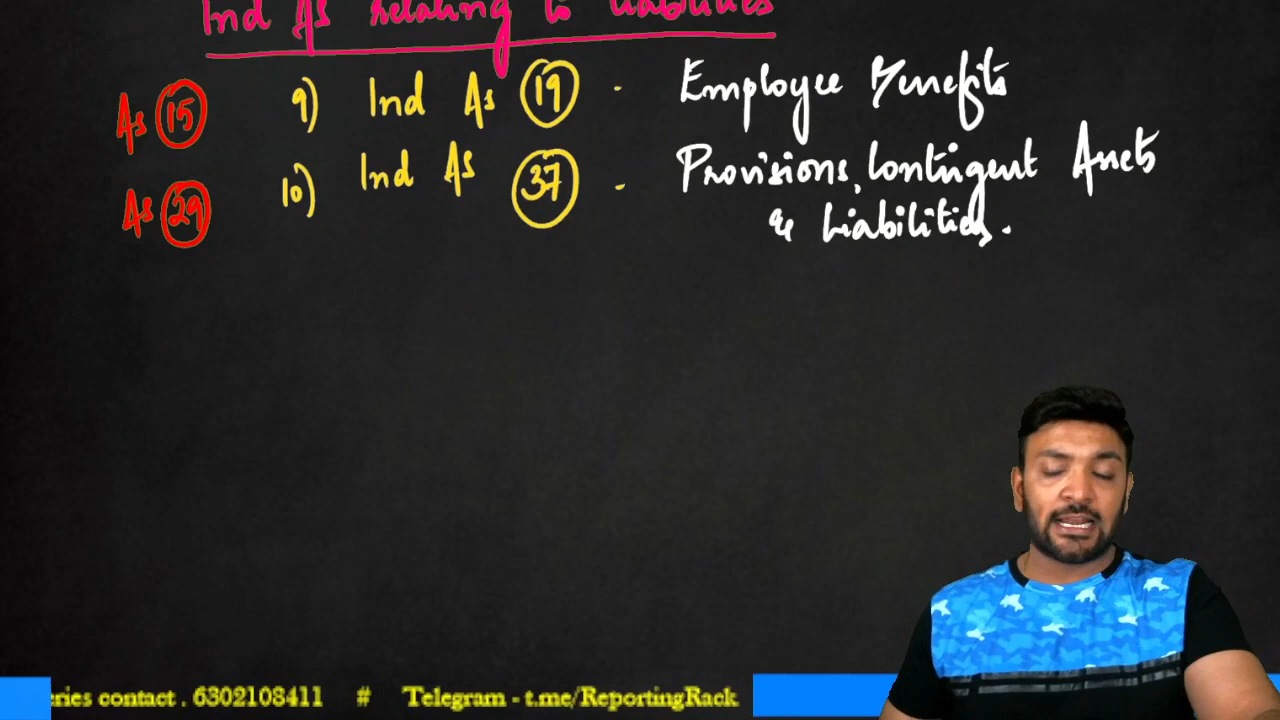 Ind As relating to Liabilities
As 15 9) Ind As 19 - Employee Benefits
As 29 10) Ind As 37 - Provisions, Contingent Assets
& Liabilities.
eries contact . 6302108411 # Telegram - t.me/ReportingRack